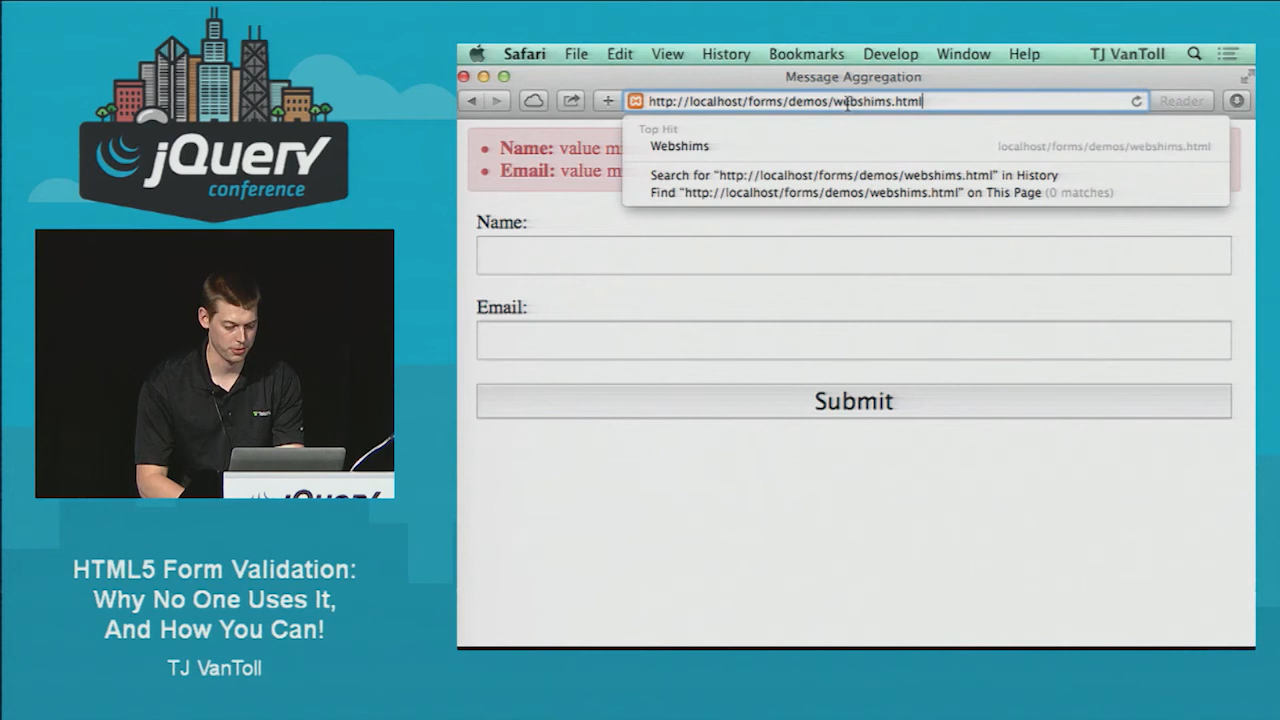 jQuery
conference
HTML5 Form Validation:
Why No One Uses It,
And How You Can!
TJ VanToll
Safari File Edit View History Bookmarks Develop Window Help TJ VanToll
Message Aggregation
http://localhost/forms/demos/webshims.html Reader
Top Hit
Webshims localhost/forms/demos/webshims.html
Search for "http://localhost/forms/demos/webshims.html" in History
Find "http://localhost/forms/demos/webshims.html" on This Page (0 matches)
• Name: value m
• Email: value m
Name:
Email:
Submit
jQuery